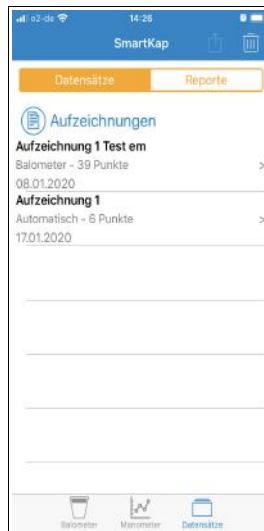 o2-de 14:26
SmartKap
Datensätze Reporte
Aufzeichnungen
Aufzeichnung 1 Test em
Balometer - 39 Punkte
08.01.2020
Aufzeichnung 1
Automatisch - 6 Punkte
17.01.2020
Balometer Manometer Datensätze